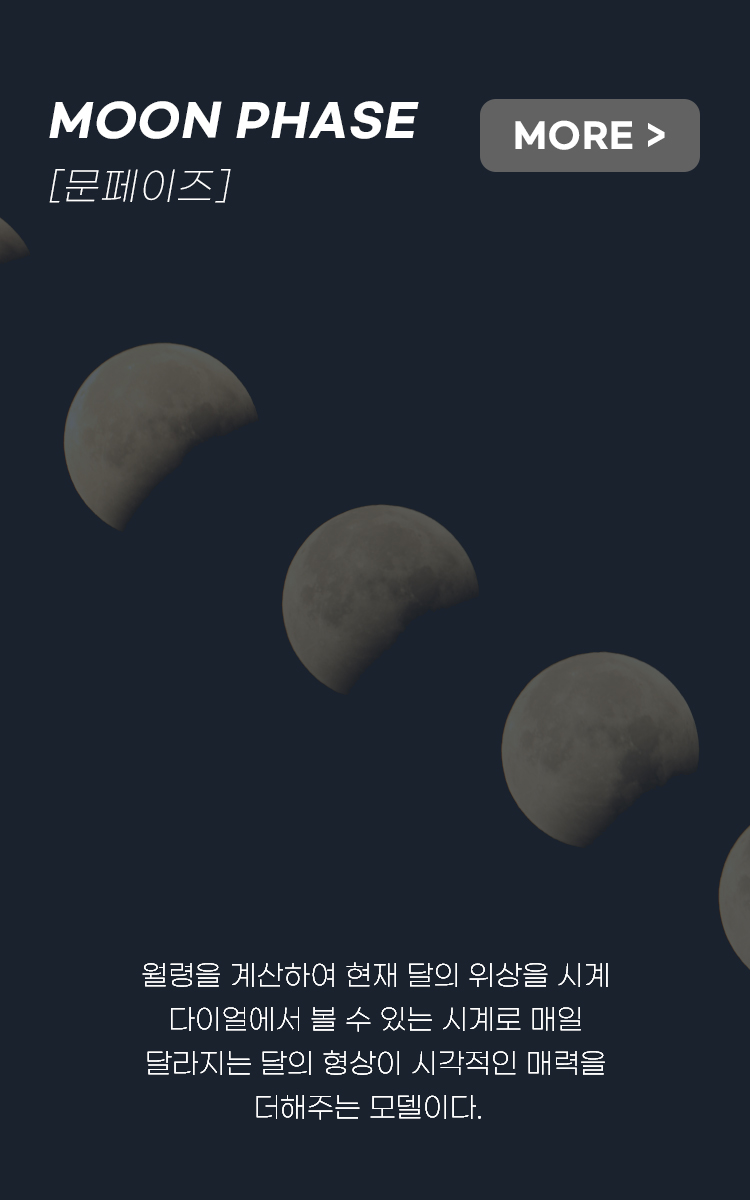 MOON PHASE
MORE >
[문페이즈]
월령을 계산하여 현재 달의 위상을 시계
다이얼에서 볼 수 있는 시계로 매일
달라지는 달의 형상이 시각적인 매력을
더해주는 모델이다.